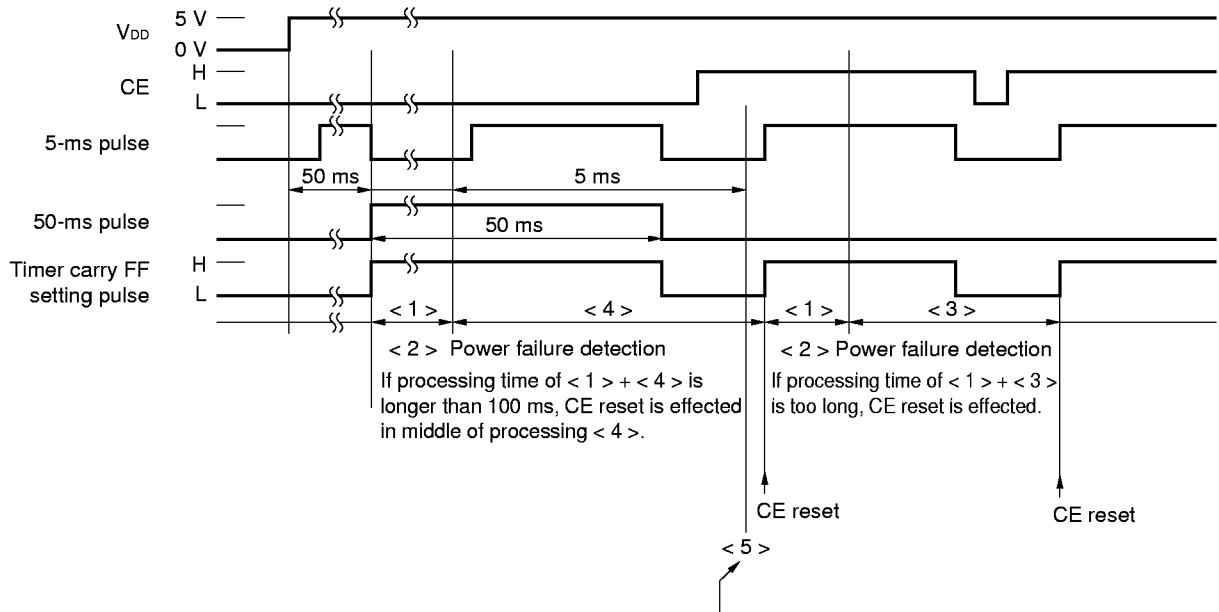 5 V
VDD
0 V
H
CE
L
5-ms pulse
50 ms
5 ms
50-ms pulse
50 ms
Timer carry FF
setting pulse
H
L
< 1 >
< 4 >
< 1 >
< 3 >
< 2 > Power failure detection
If processing time of < 1 > + < 4 > is
longer than 100 ms, CE reset is effected
in middle of processing < 4 >.
< 2 > Power failure detection
If processing time of < 1 > + < 3 >
is too long, CE reset is effected.
CE reset
CE reset
< 5 >